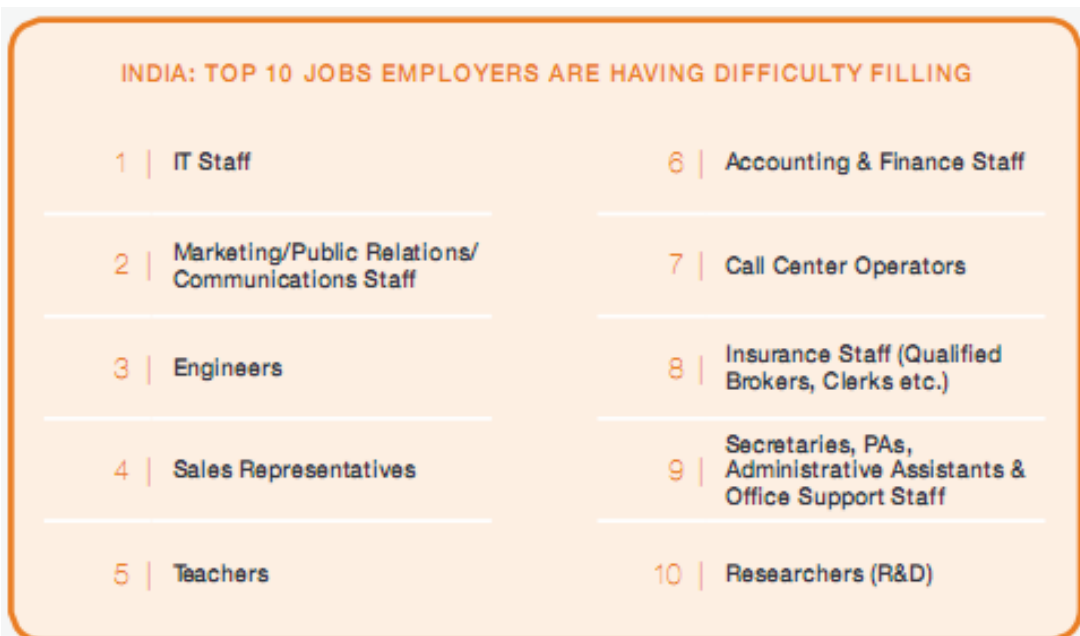 INDIA: TOP 10 JOBS EMPLOYERS ARE HAVING DIFFICULTY FILLING
1 | IT Staff
2 | Marketing/Public Relations/
Communications Staff
3 | Engineers
4 | Sales Representatives
5 | Teachers
6 | Accounting & Finance Staff
7 | Call Center Operators
8 | Insurance Staff (Qualified
Brokers, Clerks etc.)
9 | Secretaries, PAs,
Administrative Assistants &
Office Support Staff
10 | Researchers (R&D)